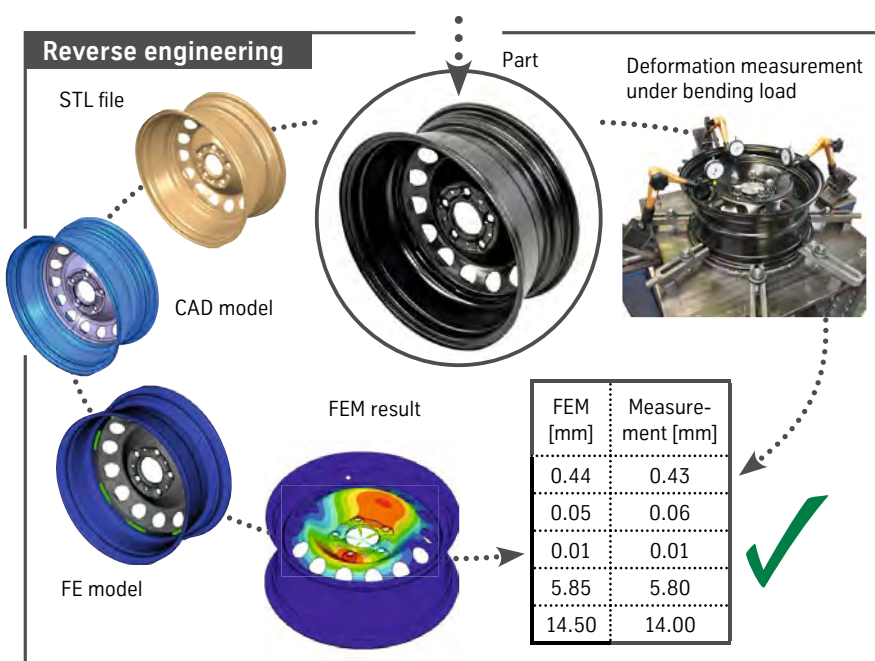 Reverse engineering
Part
Deformation measurement
under bending load
STL file
CAD model
FEM result
FE model
FEM
[mm]
Measure-
ment [mm]
0.44 0.43
0.05 0.06
0.01 0.01
5.85 5.80
14.50 14.00